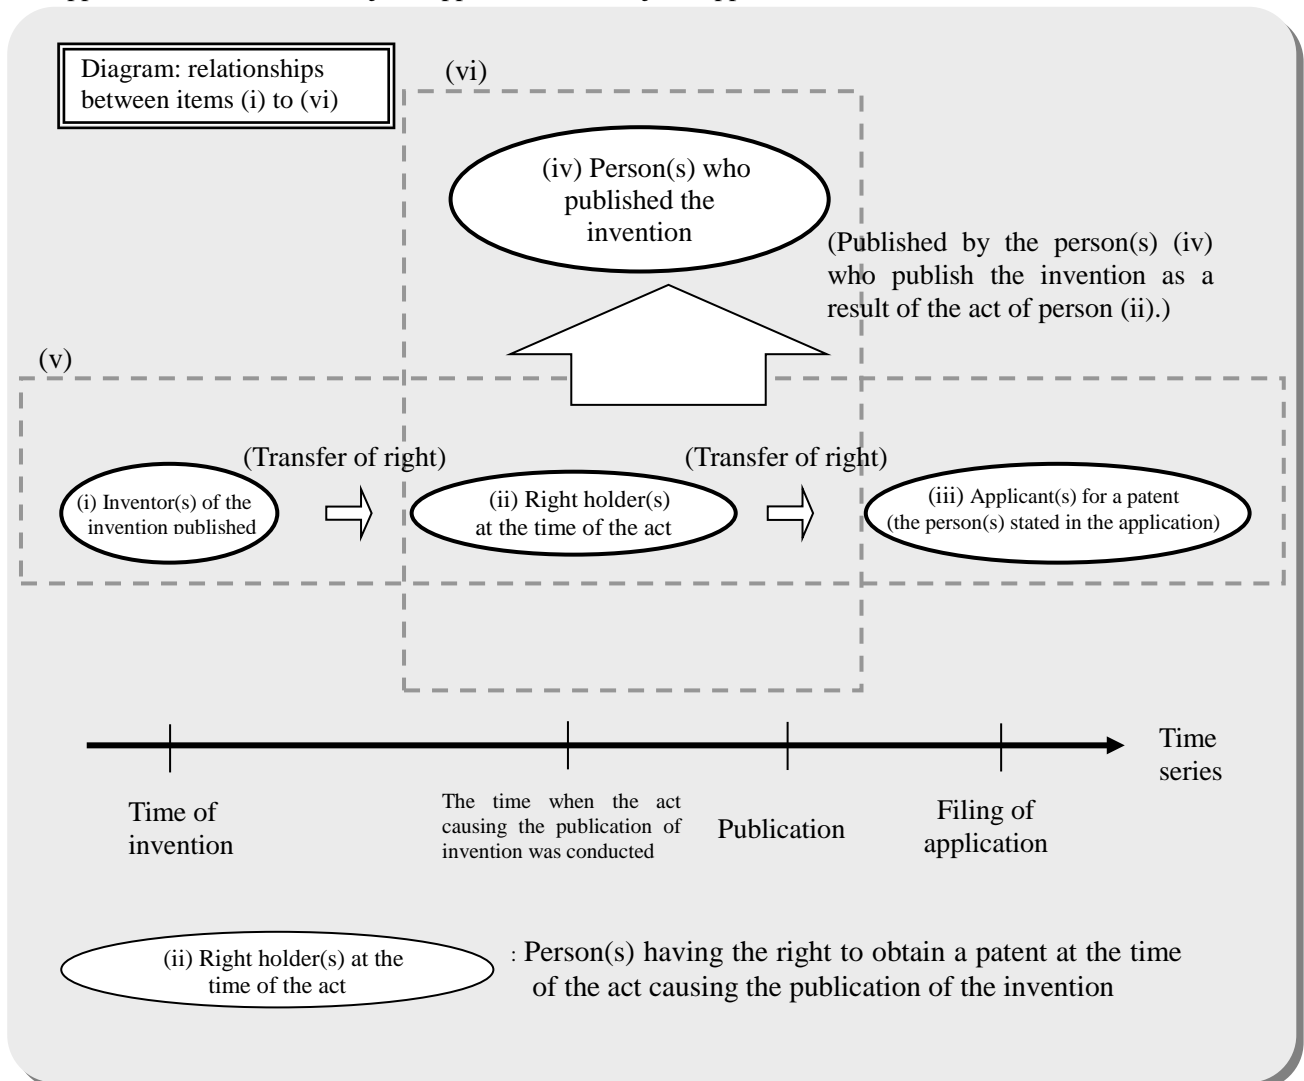 Diagram: relationships
between items (i) to (vi)
(vi)
(iv) Person(s) who
published the
invention
(Published by the person(s) (iv)
who publish the invention as a
result of the act of person (ii).)
(v)
(Transfer of right)
(Transfer of right)
(i) Inventor(s) of the
invention published
(ii) Right holder(s)
at the time of the act
(iii) Applicant(s) for a patent
(the person(s) stated in the application)
Time
series
Time of
invention
The time when the act
causing the publication of
invention was conducted
Publication
Filing of
application
(ii) Right holder(s) at the
time of the act
: Person(s) having the right to obtain a patent at the time
of the act causing the publication of the invention